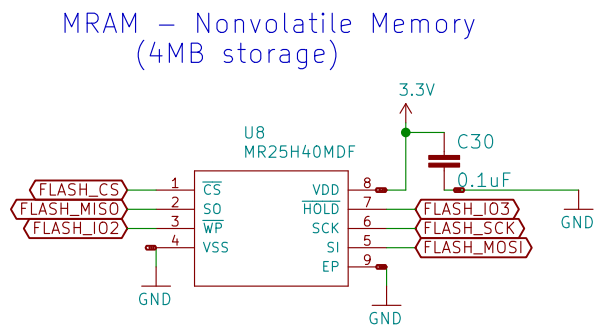 MRAM – Nonvolatile Memory
(4MB storage)
3.3V
U8
MR25H40MDF
C30
0.1uF
FLASH_CS 1 CS VDD 8
FLASH_MISO 2 SO HOLD 7 FLASH_IO3
FLASH_IO2 3 WP SCK 6 FLASH_SCK
4 VSS SI 5 FLASH_MOSI
EP 9
GND
GND
GND